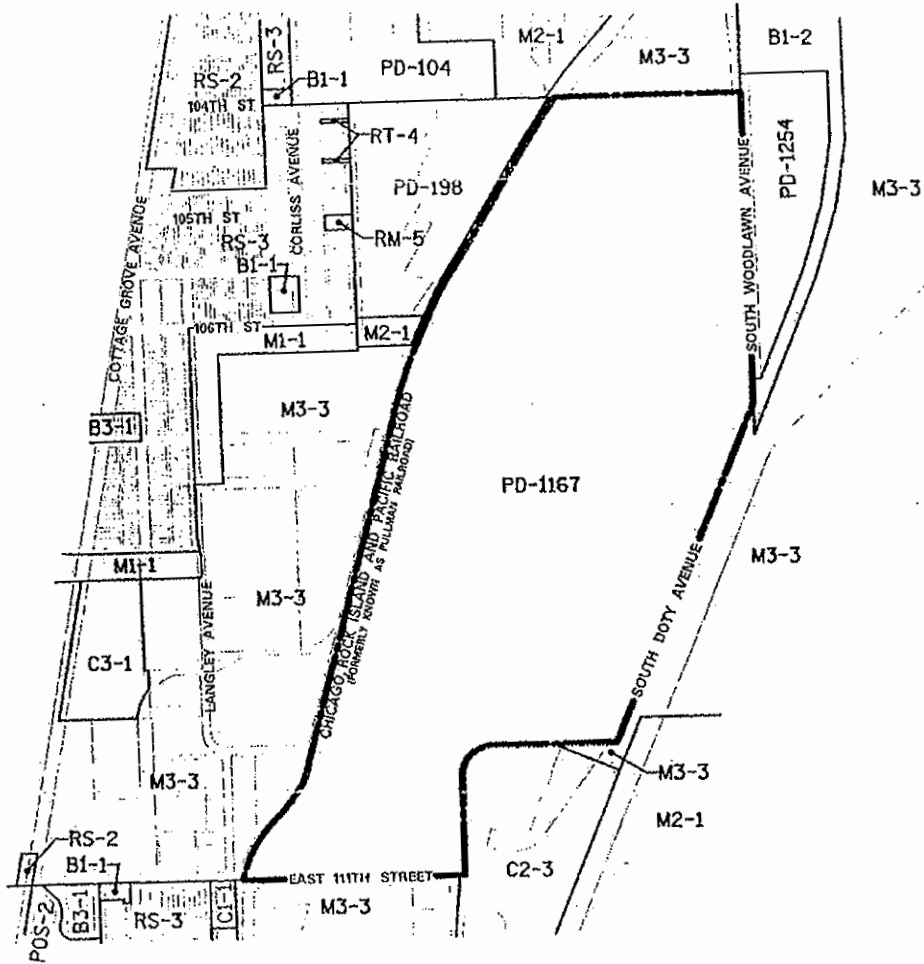 M2-1
M3-3
B1-2
RS-3
RS-2
B1-1
PD-104
104TH ST
RT-4
CORLISS AVENUE
PD-198
PD-1254
M3-3
COTTAGE GROVE AVENUE
105TH ST
RS-3
RM-5
B1-1
SOUTH WOODLAWN AVENUE
106TH ST
M1-1
M2-1
M3-3
B3-1
CHICAGO, ROCK ISLAND AND PACIFIC RAILROAD
(FORMERLY KNOWN AS PULLMAN RAILROAD)
PD-1167
M1-1
M3-3
M3-3
C3-1
LANGLEY AVENUE
SOUTH DOTY AVENUE
M3-3
M3-3
M2-1
RS-2
B1-1
EAST 111TH STREET
C2-3
POS-2
B3-1
RS-3
C1-1
M3-3